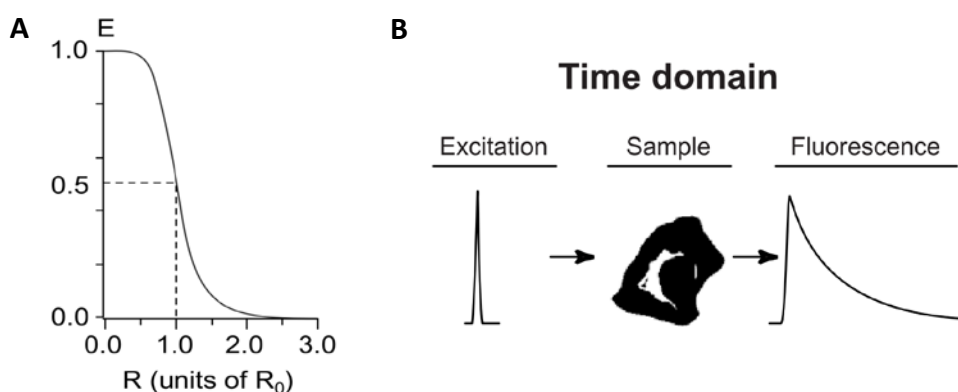 A
E
1.0
0.5
0.0
0.0 1.0 2.0 3.0
R (units of R₀)
B
Time domain
Excitation Sample Fluorescence